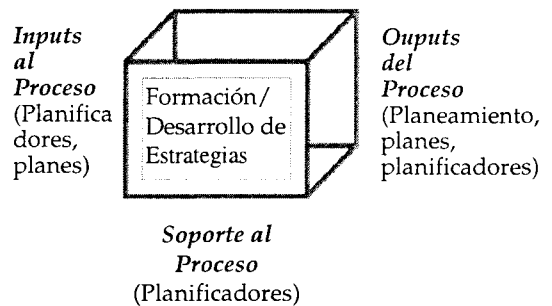 Inputs
al
Proceso
(Planifica
dores,
planes)
Formación/
Desarrollo de
Estrategias
Ouputs
del
Proceso
(Planeamiento,
planes,
planificadores)
Soporte al
Proceso
(Planificadores)